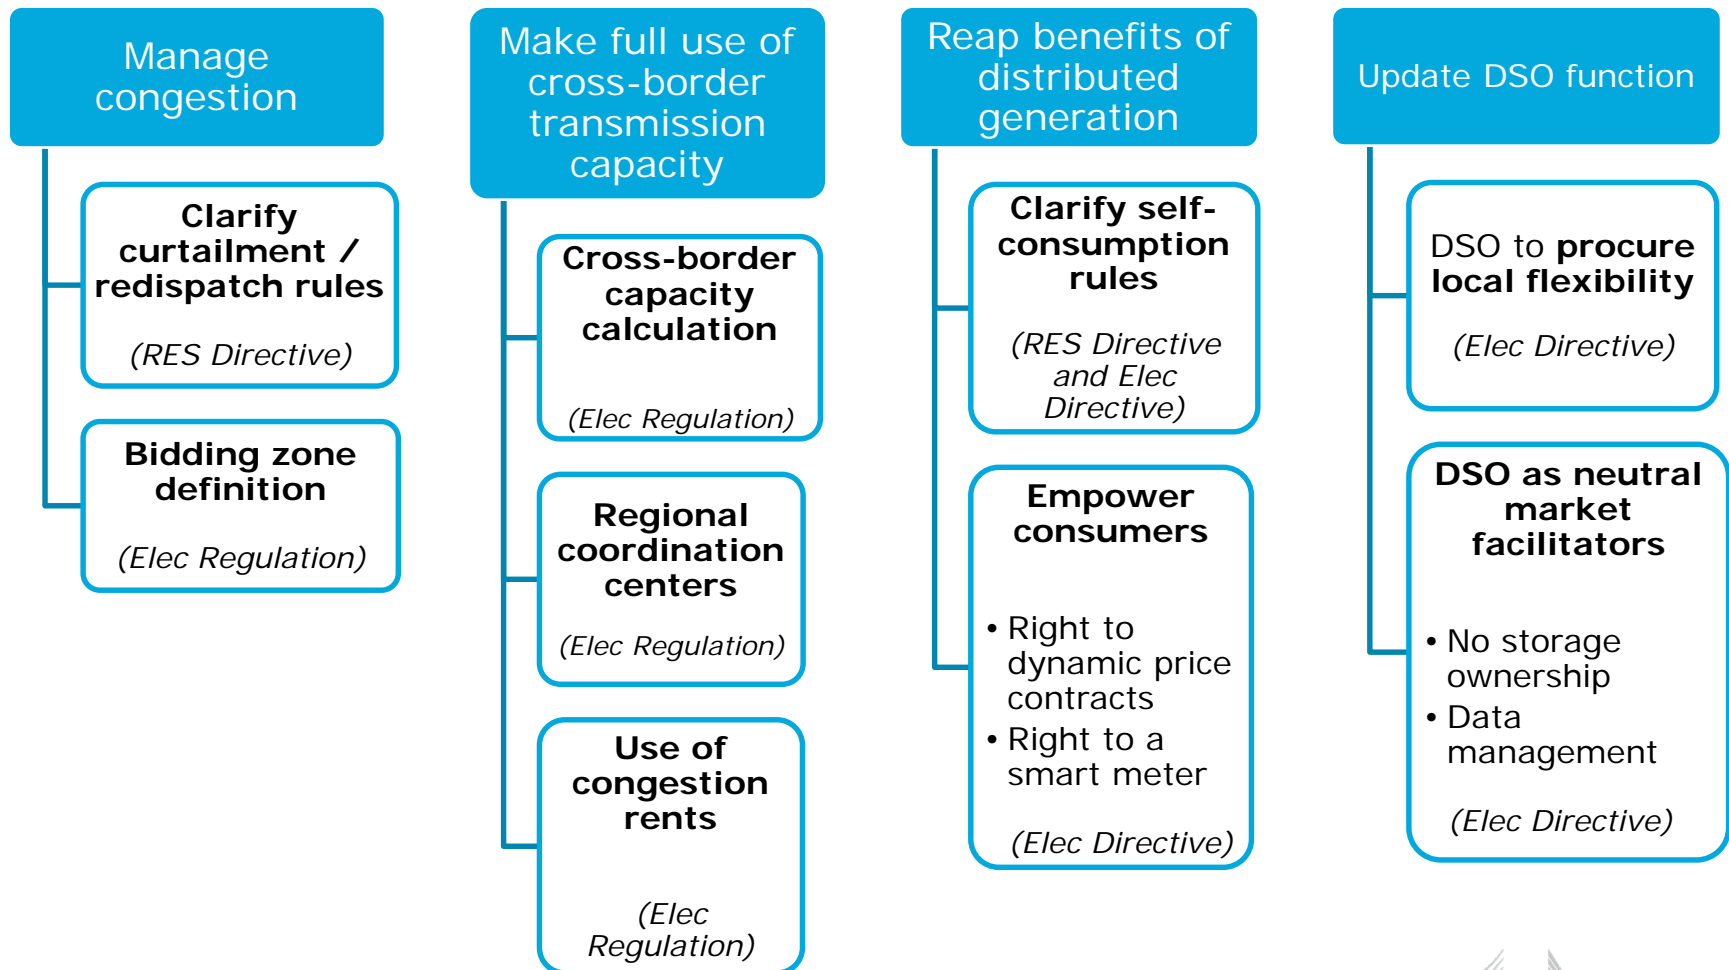 Manage
congestion
Clarify
curtailment /
redispatch rules
(RES Directive)
Bidding zone
definition
(Elec Regulation)
Make full use of
cross-border
transmission
capacity
Cross-border
capacity
calculation
(Elec Regulation)
Regional
coordination
centers
(Elec Regulation)
Use of
congestion
rents
(Elec
Regulation)
Reap benefits of
distributed
generation
Clarify self-
consumption
rules
(RES Directive
and Elec
Directive)
Empower
consumers
• Right to
dynamic price
contracts
• Right to a
smart meter
(Elec Directive)
Update DSO function
DSO to procure
local flexibility
(Elec Directive)
DSO as neutral
market
facilitators
• No storage
ownership
• Data
management
(Elec Directive)